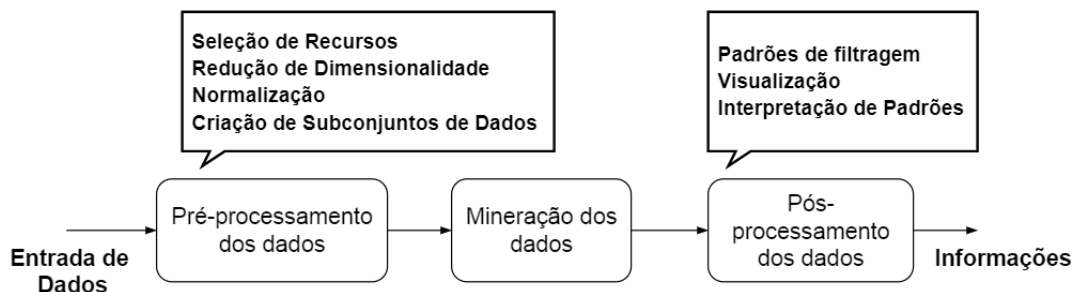 Seleção de Recursos
Redução de Dimensionalidade
Normalização
Criação de Subconjuntos de Dados
Padrões de filtragem
Visualização
Interpretação de Padrões
Entrada de
Dados
Pré-processamento
dos dados
Mineração dos
dados
Pós-
processamento
dos dados
Informações